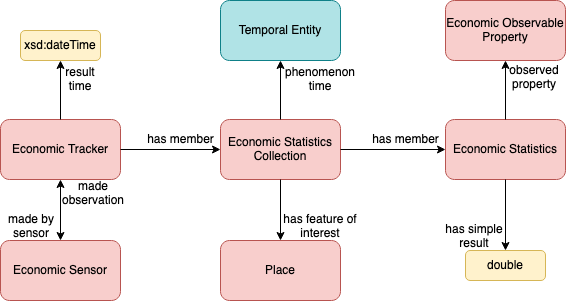 xsd:dateTime
Temporal Entity
Economic Observable
Property
result
time
phenomenon
time
observed
property
Economic Tracker
has member
Economic Statistics
Collection
has member
Economic Statistics
made
observation
made by
sensor
has feature of
interest
has simple
result
Economic Sensor
Place
double